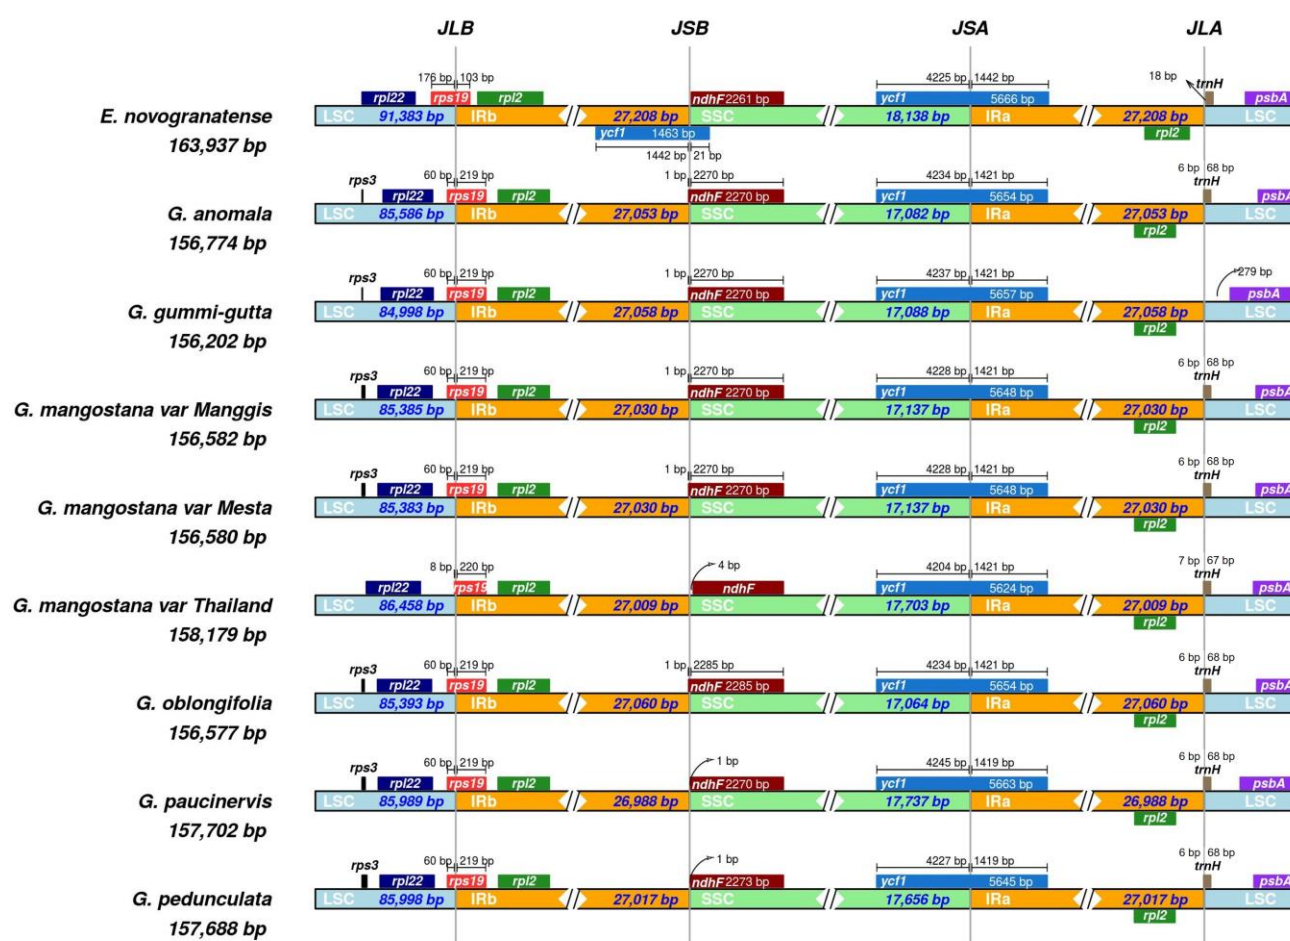 JLB JSB JSA JLA
176 bp 103 bp 4225 bp 1442 bp 18 bp trnH
rpl22 rps19 rpl2 ndhF 2261 bp ycf1 5666 bp psbA
E. novogranatense LSC 91,383 bp IRb 27,208 bp SSC 18,138 bp IRa 27,208 bp LSC
ycf1 1463 bp rpl2
163,937 bp 1442 bp 21 bp
rps3 60 bp 219 bp 1 bp 2270 bp 4234 bp 1421 bp 6 bp 68 bp trnH
rpl22 rps19 rpl2 ndhF 2270 bp ycf1 5654 bp psbA
G. anomala LSC 85,586 bp IRb 27,053 bp SSC 17,082 bp IRa 27,053 bp LSC
156,774 bp rpl2
rps3 60 bp 219 bp 1 bp 2270 bp 4237 bp 1421 bp 279 bp
rpl22 rps19 rpl2 ndhF 2270 bp ycf1 5657 bp psbA
G. gummi-gutta LSC 84,998 bp IRb 27,058 bp SSC 17,088 bp IRa 27,058 bp LSC
156,202 bp rpl2
rps3 60 bp 219 bp 1 bp 2270 bp 4228 bp 1421 bp 6 bp 68 bp trnH
rpl22 rps19 rpl2 ndhF 2270 bp ycf1 5648 bp psbA
G. mangostana var Manggis LSC 85,385 bp IRb 27,030 bp SSC 17,137 bp IRa 27,030 bp LSC
156,582 bp rpl2
rps3 60 bp 219 bp 1 bp 2270 bp 4228 bp 1421 bp 6 bp 68 bp trnH
rpl22 rps19 rpl2 ndhF 2270 bp ycf1 5648 bp psbA
G. mangostana var Mesta LSC 85,383 bp IRb 27,030 bp SSC 17,137 bp IRa 27,030 bp LSC
156,580 bp rpl2
8 bp 220 bp 4 bp 4204 bp 1421 bp 7 bp 67 bp trnH
rpl22 rps19 rpl2 ndhF ycf1 5624 bp psbA
G. mangostana var Thailand LSC 86,458 bp IRb 27,009 bp SSC 17,703 bp IRa 27,009 bp LSC
158,179 bp rpl2
rps3 60 bp 219 bp 1 bp 2285 bp 4234 bp 1421 bp 6 bp 68 bp trnH
rpl22 rps19 rpl2 ndhF 2285 bp ycf1 5654 bp psbA
G. oblongifolia LSC 85,393 bp IRb 27,060 bp SSC 17,064 bp IRa 27,060 bp LSC
156,577 bp rpl2
rps3 60 bp 219 bp 1 bp 4245 bp 1419 bp 6 bp 68 bp trnH
rpl22 rps19 rpl2 ndhF 2270 bp ycf1 5663 bp psbA
G. paucinervis LSC 85,989 bp IRb 26,988 bp SSC 17,737 bp IRa 26,988 bp LSC
157,702 bp rpl2
rps3 60 bp 219 bp 1 bp 4227 bp 1419 bp 6 bp 68 bp trnH
rpl22 rps19 rpl2 ndhF 2273 bp ycf1 5645 bp psbA
G. pedunculata LSC 85,998 bp IRb 27,017 bp SSC 17,656 bp IRa 27,017 bp LSC
157,688 bp rpl2